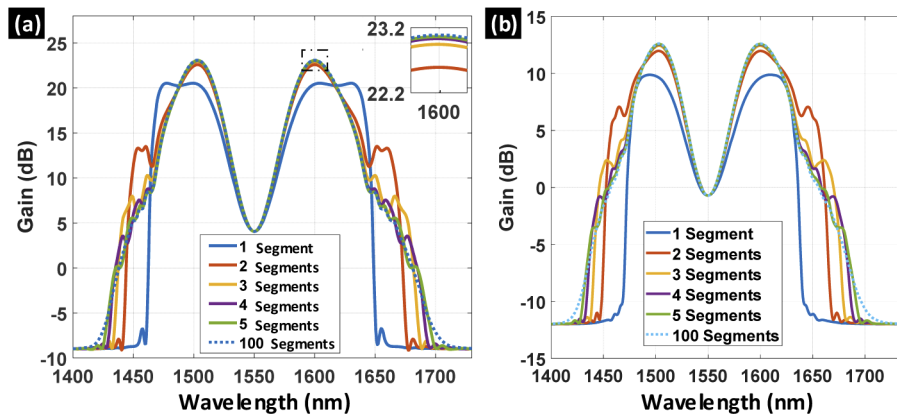 (a)
Gain (dB)
25
20
15
10
5
0
-5
-10
1400 1450 1500 1550 1600 1650 1700
Wavelength (nm)
23.2
22.2
1600
1 Segment
2 Segments
3 Segments
4 Segments
5 Segments
100 Segments
(b)
Gain (dB)
15
10
5
0
-5
-10
-15
1400 1450 1500 1550 1600 1650 1700
Wavelength (nm)
1 Segment
2 Segments
3 Segments
4 Segments
5 Segments
100 Segments